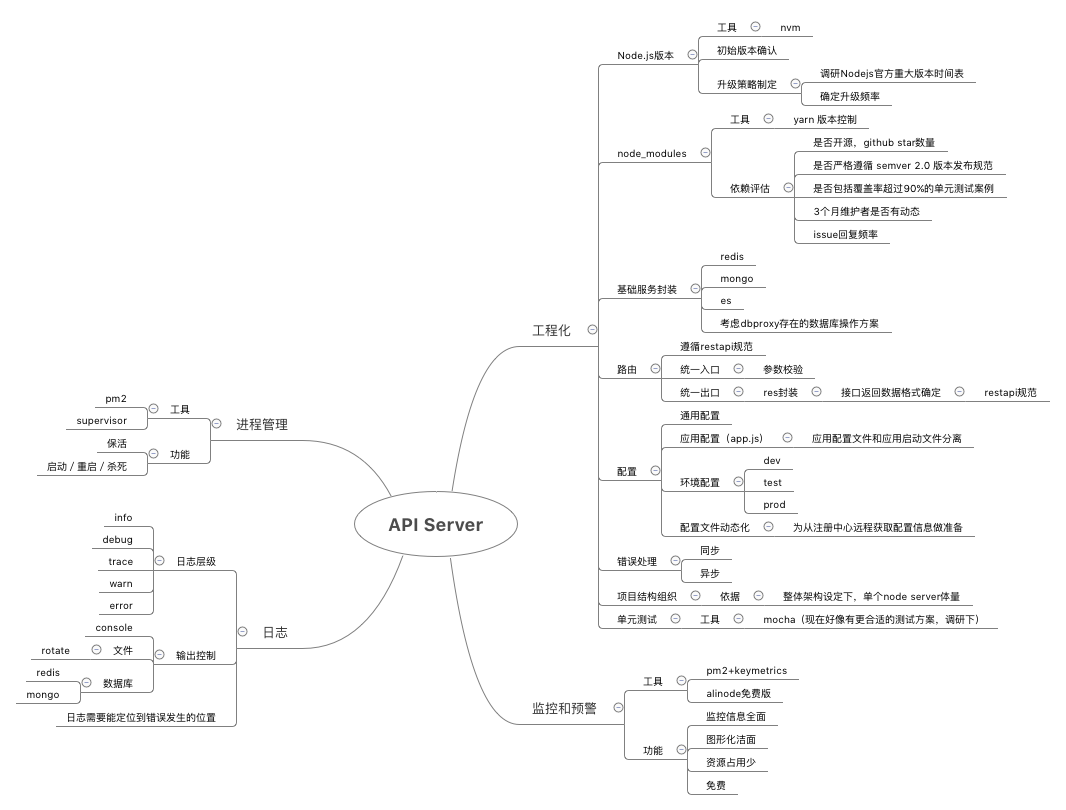 API Server
工程化
Node.js版本
工具
nvm
初始版本确认
升级策略制定
调研Nodejs官方重大版本时间表
确定升级频率
node_modules
工具
yarn 版本控制
依赖评估
是否开源，github star数量
是否严格遵循 semver 2.0 版本发布规范
是否包括覆盖率超过90%的单元测试案例
3个月维护者是否有动态
issue回复频率
基础服务封装
redis
mongo
es
考虑dbproxy存在的数据库操作方案
路由
遵循restapi规范
统一入口
参数校验
统一出口
res封装
接口返回数据格式确定
restapi规范
配置
通用配置
应用配置（app.js）
应用配置文件和应用启动文件分离
环境配置
dev
test
prod
配置文件动态化
为从注册中心远程获取配置信息做准备
错误处理
同步
异步
项目结构组织
依据
整体架构设定下，单个node server体量
单元测试
工具
mocha（现在好像有更合适的测试方案，调研下）
监控和预警
工具
pm2+keymetrics
alinode免费版
功能
监控信息全面
图形化洁面
资源占用少
免费
进程管理
工具
pm2
supervisor
功能
保活
启动 / 重启 / 杀死
日志
日志层级
info
debug
trace
warn
error
输出控制
console
文件
rotate
数据库
redis
mongo
日志需要能定位到错误发生的位置